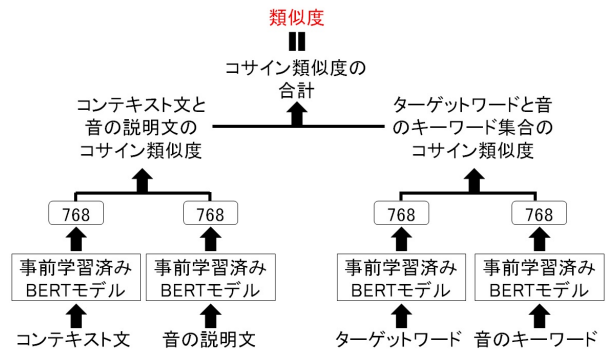 類似度
コサイン類似度の
合計
コンテキスト文と
音の説明文の
コサイン類似度
ターゲットワードと音
のキーワード集合の
コサイン類似度
768
768
768
768
事前学習済み
BERTモデル
事前学習済み
BERTモデル
事前学習済み
BERTモデル
事前学習済み
BERTモデル
コンテキスト文
音の説明文
ターゲットワード
音のキーワード